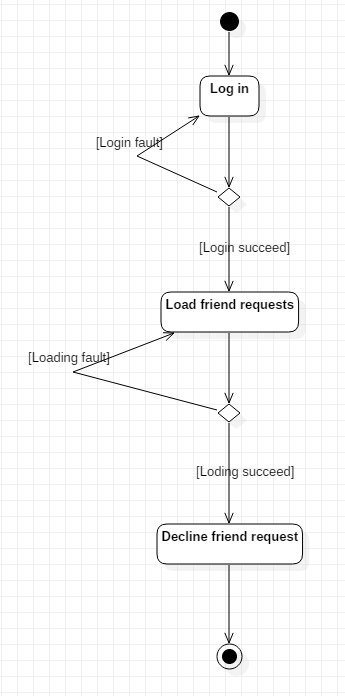 Log in
[Login fault]
[Login succeed]
Load friend requests
[Loading fault]
[Loding succeed]
Decline friend request